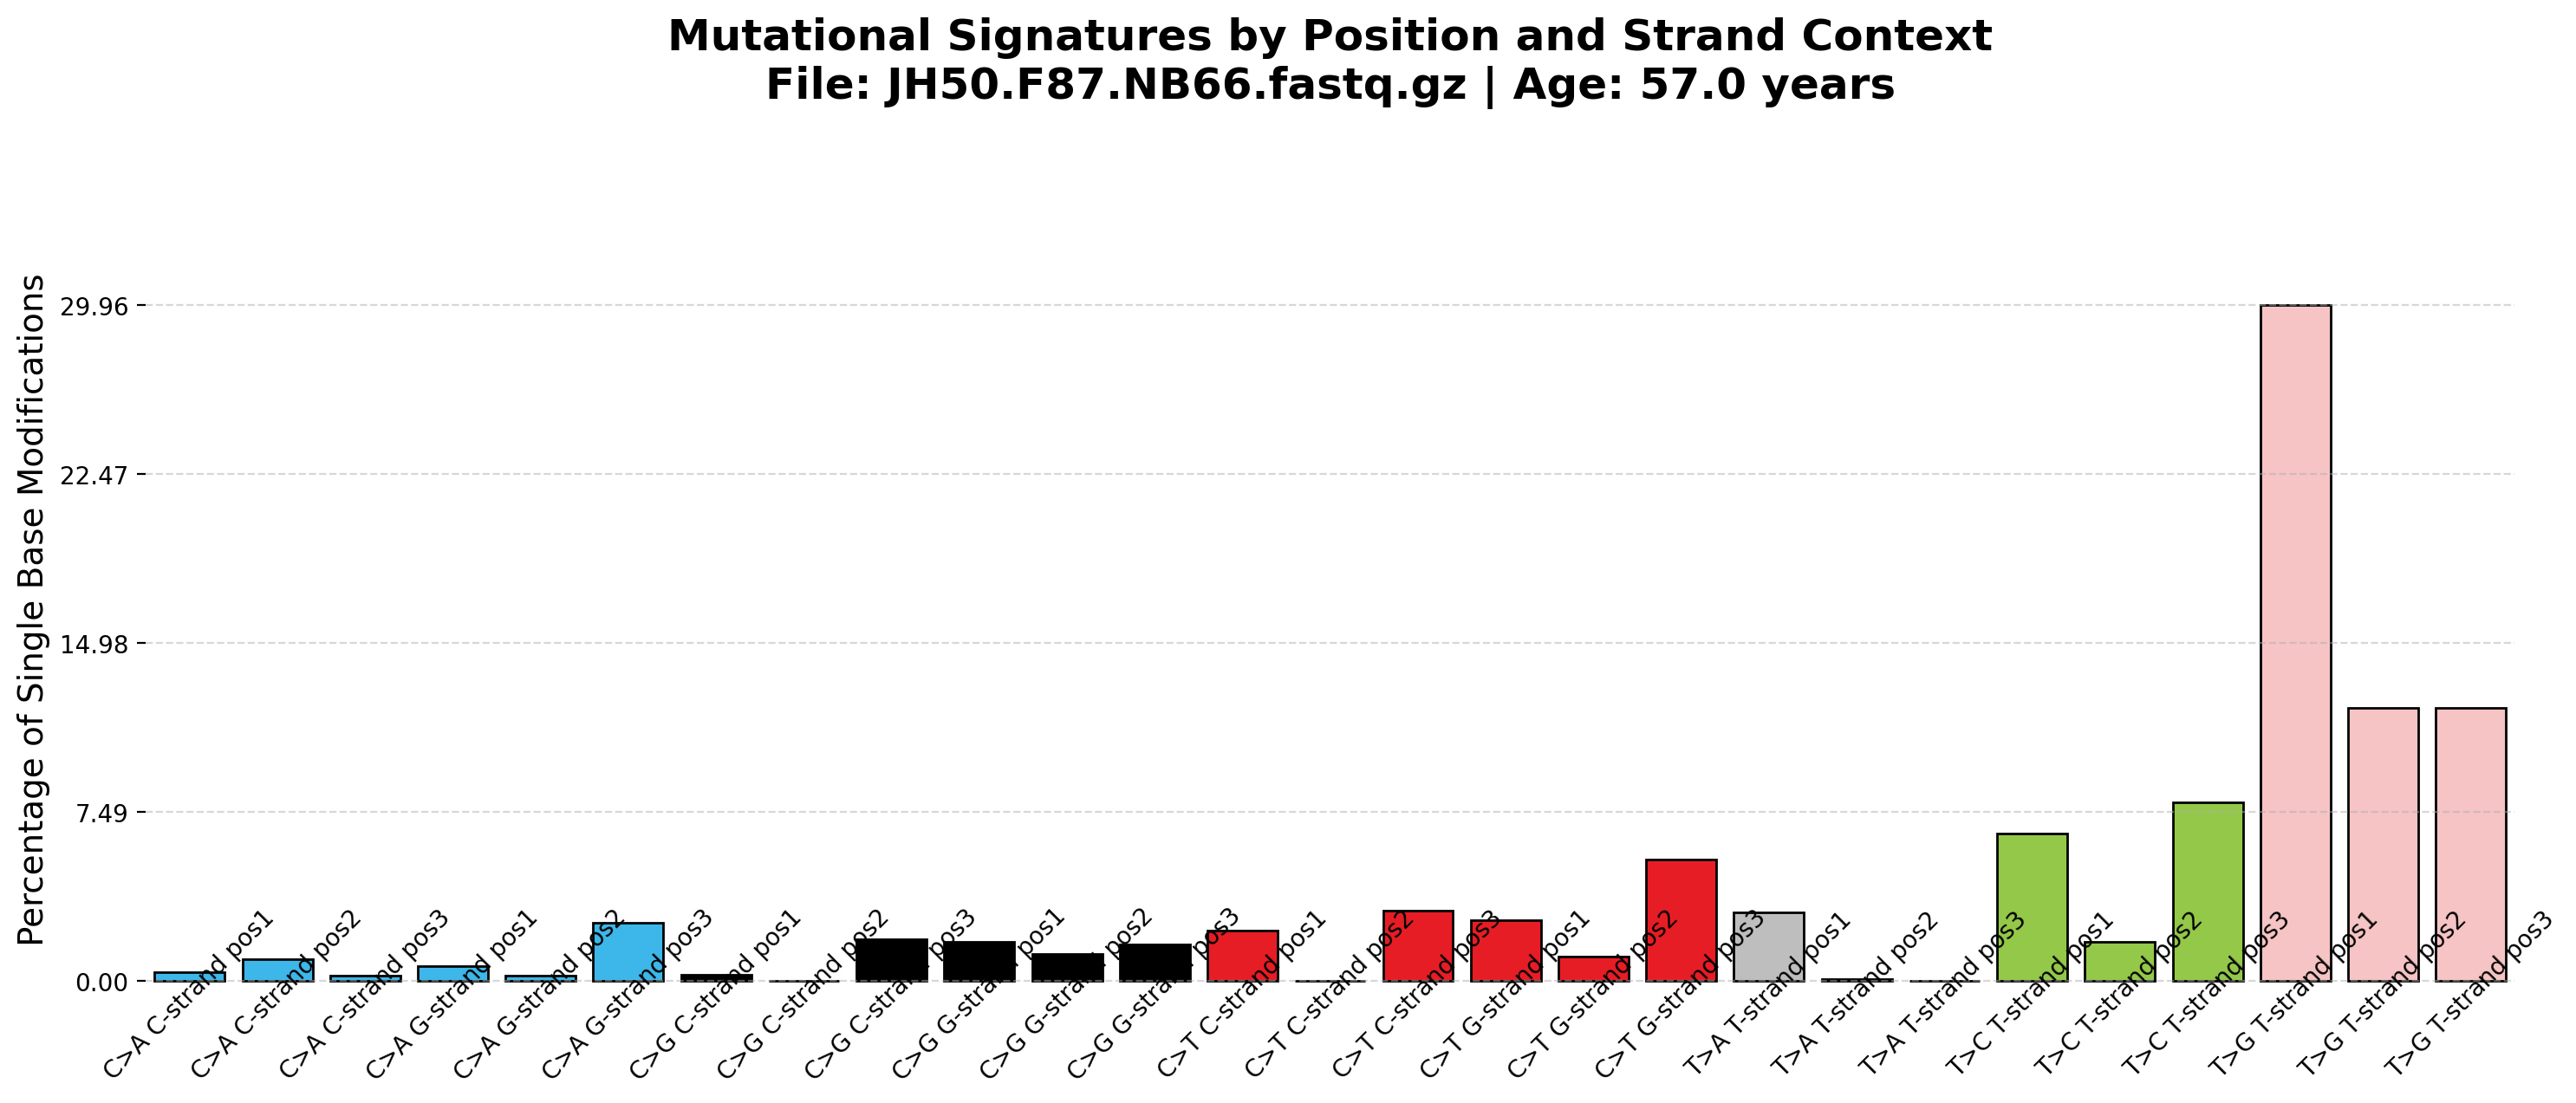 Mutational Signatures by Position and Strand Context
File: JH50.F87.NB66.fastq.gz | Age: 57.0 years
Percentage of Single Base Modifications
29.96
22.47
14.98
7.49
0.00
C>A C-strand pos1
C>A C-strand pos2
C>A C-strand pos3
C>A G-strand pos1
C>A G-strand pos2
C>A G-strand pos3
C>G C-strand pos1
C>G C-strand pos2
C>G C-strand pos3
C>G G-strand pos1
C>G G-strand pos2
C>G G-strand pos3
C>T C-strand pos1
C>T C-strand pos2
C>T C-strand pos3
C>T G-strand pos1
C>T G-strand pos2
C>T G-strand pos3
T>A T-strand pos1
T>A T-strand pos2
T>A T-strand pos3
T>C T-strand pos1
T>C T-strand pos2
T>C T-strand pos3
T>G T-strand pos1
T>G T-strand pos2
T>G T-strand pos3